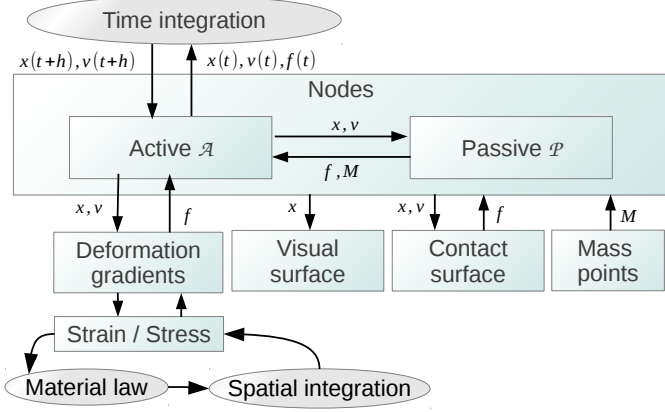 Time integration
x(t+h),v(t+h)
x(t),v(t),f(t)
Nodes
Active 𝒜
x,v
f,M
Passive 𝒫
x,v
f
x
x,v
f
M
Deformation
gradients
Visual
surface
Contact
surface
Mass
points
Strain / Stress
Material law
Spatial integration